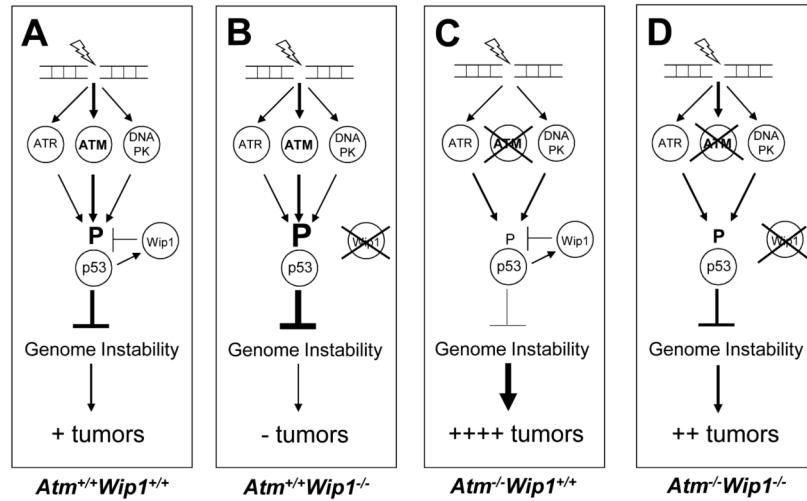 A
ATR
ATM
DNA
PK
P
Wip1
p53
Genome Instability
+ tumors
Atm+/+Wip1+/+
B
ATR
ATM
DNA
PK
P
Wip1
p53
Genome Instability
- tumors
Atm+/+Wip1-/-
C
ATR
ATM
DNA
PK
P
Wip1
p53
Genome Instability
++++ tumors
Atm-/-Wip1+/+
D
ATR
ATM
DNA
PK
P
Wip1
p53
Genome Instability
++ tumors
Atm-/-Wip1-/-